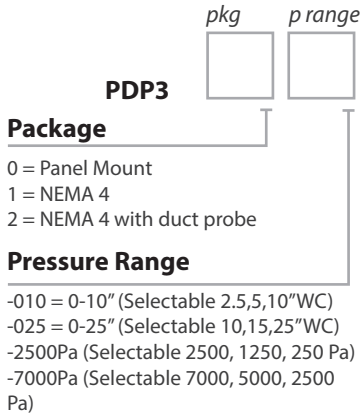 pkg p range
PDP3
Package
0 = Panel Mount
1 = NEMA 4
2 = NEMA 4 with duct probe
Pressure Range
-010 = 0-10” (Selectable 2.5,5,10”WC)
-025 = 0-25” (Selectable 10,15,25”WC)
-2500Pa (Selectable 2500, 1250, 250 Pa)
-7000Pa (Selectable 7000, 5000, 2500
Pa)